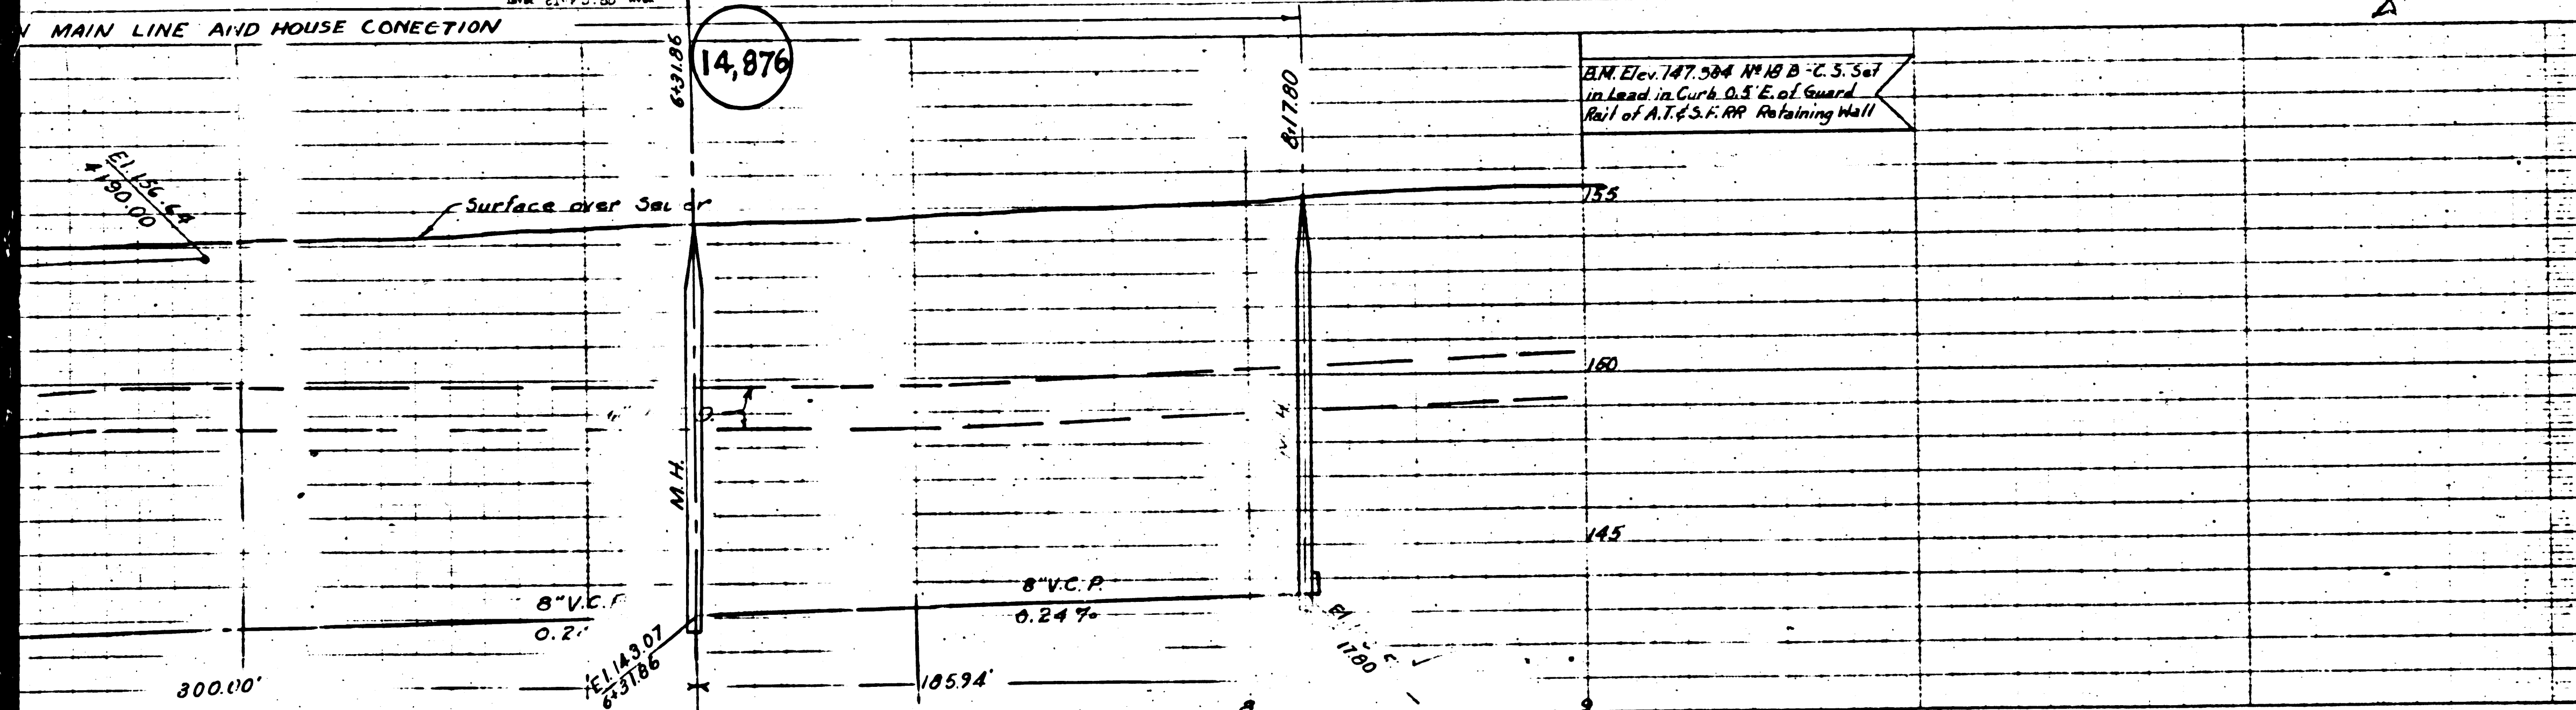 MAIN LINE AND HOUSE CONECTION
6+31.86
14,876
8+17.80
B.M. Elev. 147.584 Nº 18 B-C.S. Set
in Lead in Curb 0.5' E. of Guard
Rail of A.T.&S.F. RR Retaining Wall
El. 156.64
4+90.00
Surface over
155
150
M.H.
145
8" V.C.P.
0.24%
8" V.C.
El. 143.07
6+31.86
El.
17.80
300.00'
185.94'
8
9